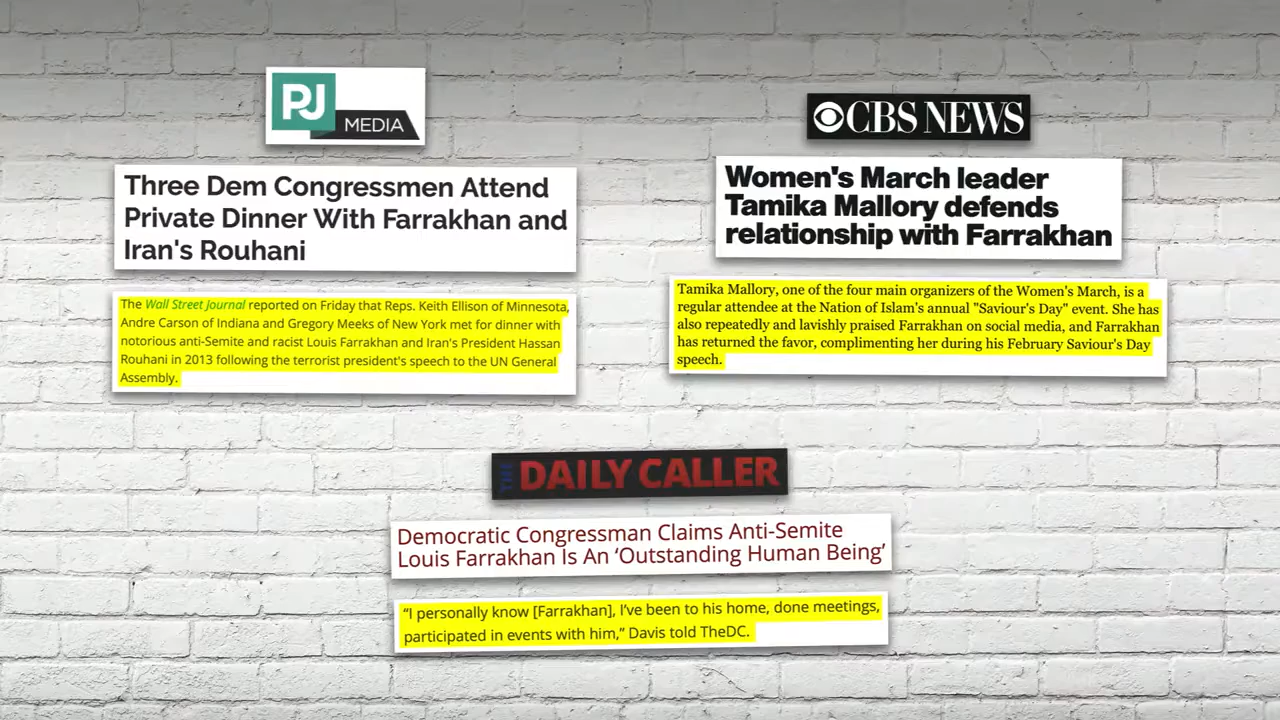 PJ MEDIA
Three Dem Congressmen Attend
Private Dinner With Farrakhan and
Iran's Rouhani
The Wall Street Journal reported on Friday that Reps. Keith Ellison of Minnesota,
Andre Carson of Indiana and Gregory Meeks of New York met for dinner with
notorious anti-Semite and racist Louis Farrakhan and Iran's President Hassan
Rouhani in 2013 following the terrorist president's speech to the UN General
Assembly.
CBS NEWS
Women's March leader
Tamika Mallory defends
relationship with Farrakhan
Tamika Mallory, one of the four main organizers of the Women's March, is a
regular attendee at the Nation of Islam's annual "Saviour's Day" event. She has
also repeatedly and lavishly praised Farrakhan on social media, and Farrakhan
has returned the favor, complimenting her during his February Saviour's Day
speech.
THE DAILY CALLER
Democratic Congressman Claims Anti-Semite
Louis Farrakhan Is An ‘Outstanding Human Being’
“I personally know [Farrakhan], I’ve been to his home, done meetings,
participated in events with him,” Davis told TheDC.